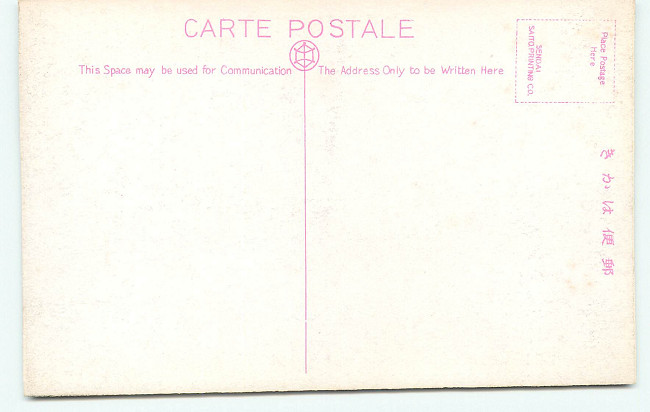 CARTE POSTALE
This Space may be used for Communication
The Address Only to be Written Here
Place Postage
Here
SENDAI
SAITO PRINTING CO.
郵便はかき